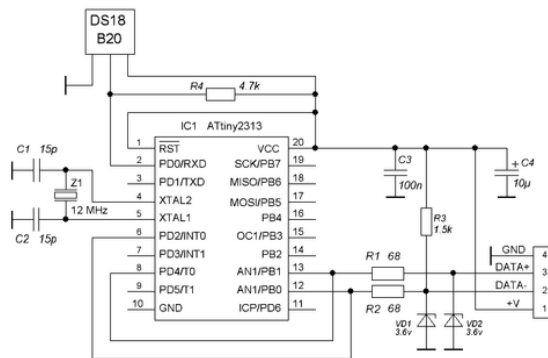 DS18
B20
R4 4.7k
IC1 ATtiny2313
C1 15p
Z1
12 MHz
C2 15p
1 RST VCC 20
2 PD0/RXD SCK/PB7 19
3 PD1/TXD MISO/PB6 18
4 XTAL2 MOSI/PB5 17
5 XTAL1 PB4 16
6 PD2/INT0 OC1/PB3 15
7 PD3/INT1 PB2 14
8 PD4/T0 AN1/PB1 13
9 PD5/T1 AN1/PB0 12
10 GND ICP/PD6 11
C3
100n
+ C4
10μ
R3
1.5k
R1 68
R2 68
VD1
3.6v
VD2
3.6v
GND 4
DATA+ 3
DATA- 2
+V 1